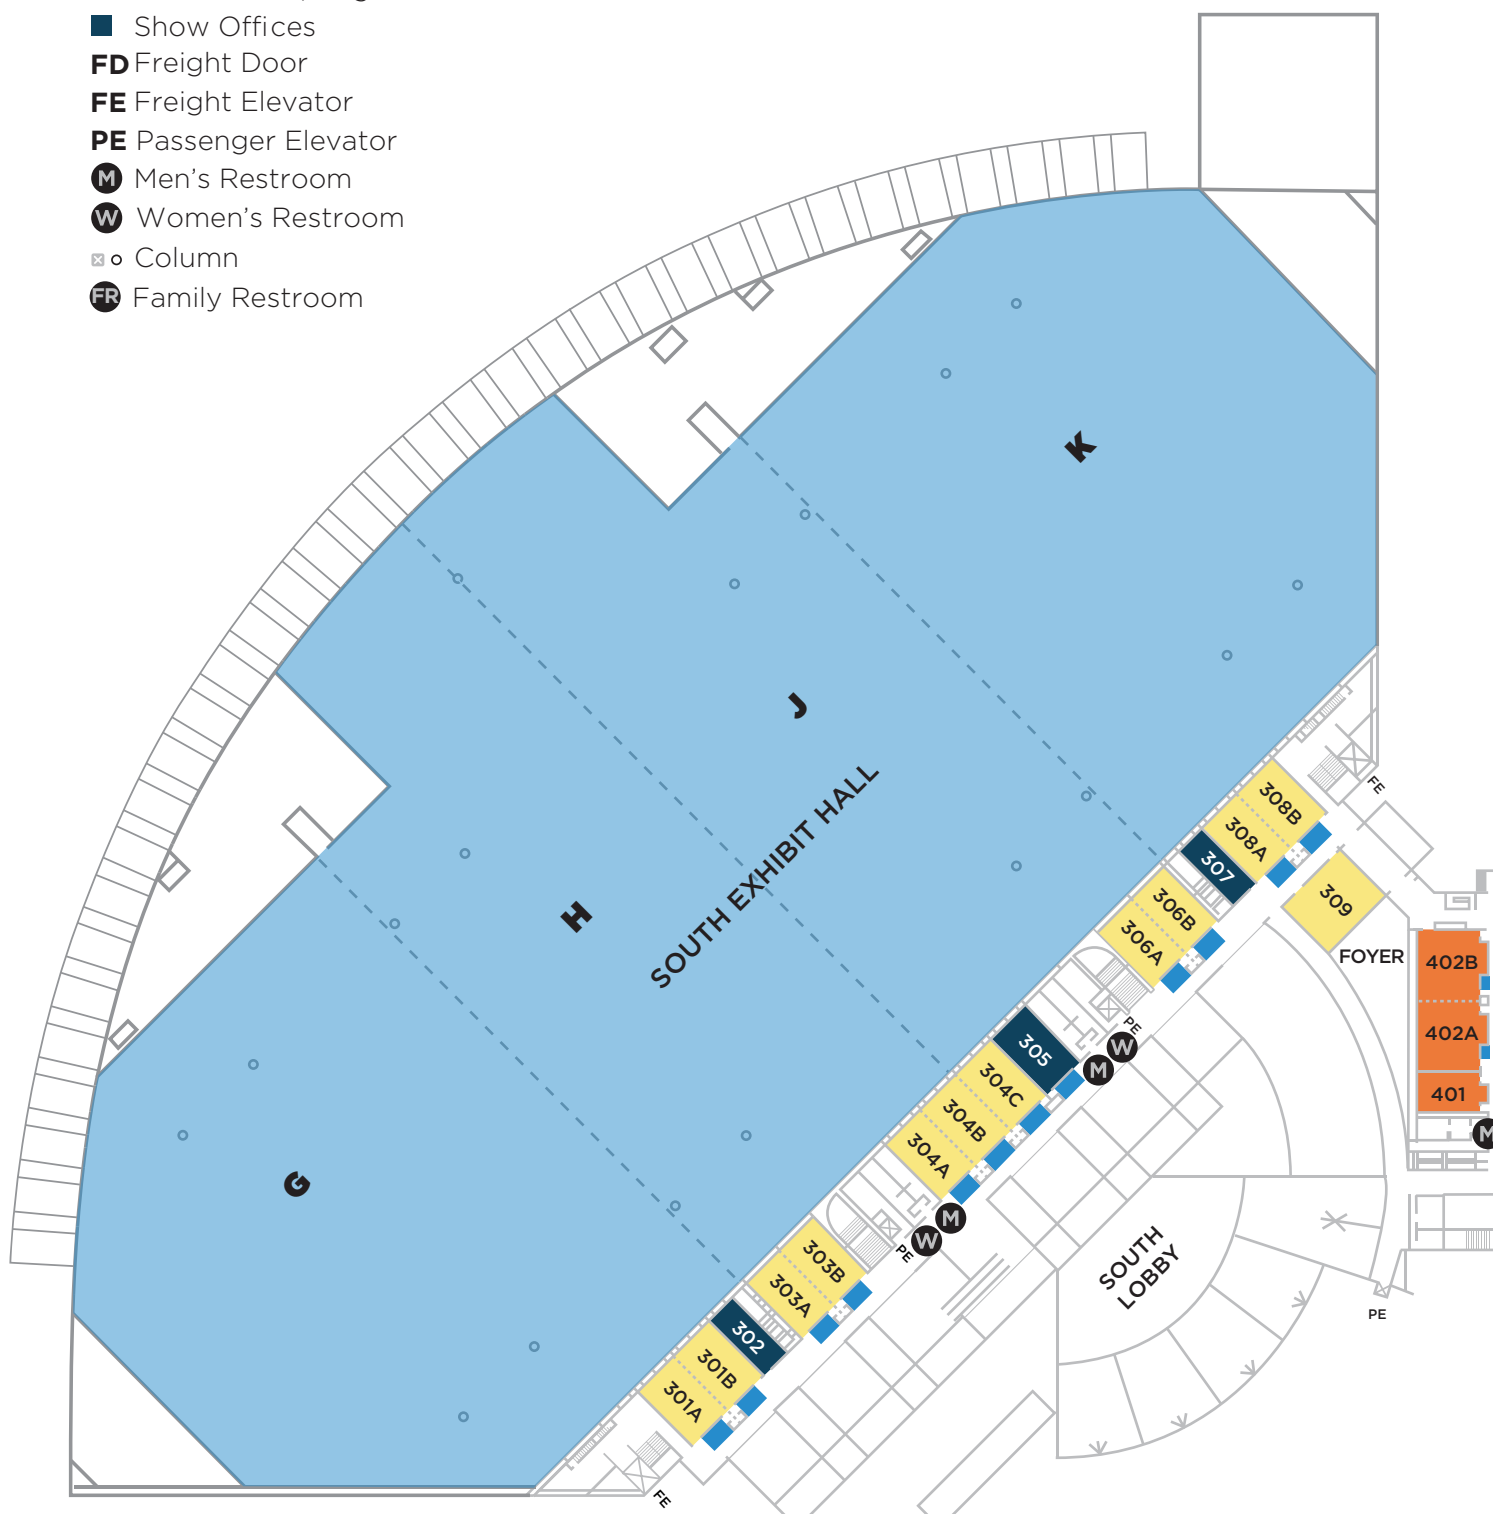 Show Offices
FD Freight Door
FE Freight Elevator
PE Passenger Elevator
M Men's Restroom
W Women's Restroom
Column
FR Family Restroom
K
J
H
G
SOUTH EXHIBIT HALL
308B
308A
307
306B
306A
305
304C
304B
304A
303B
303A
302
301B
301A
309
FOYER
402B
402A
401
M
FE
PE
W
M
M
W
PE
SOUTH
LOBBY
PE
FE